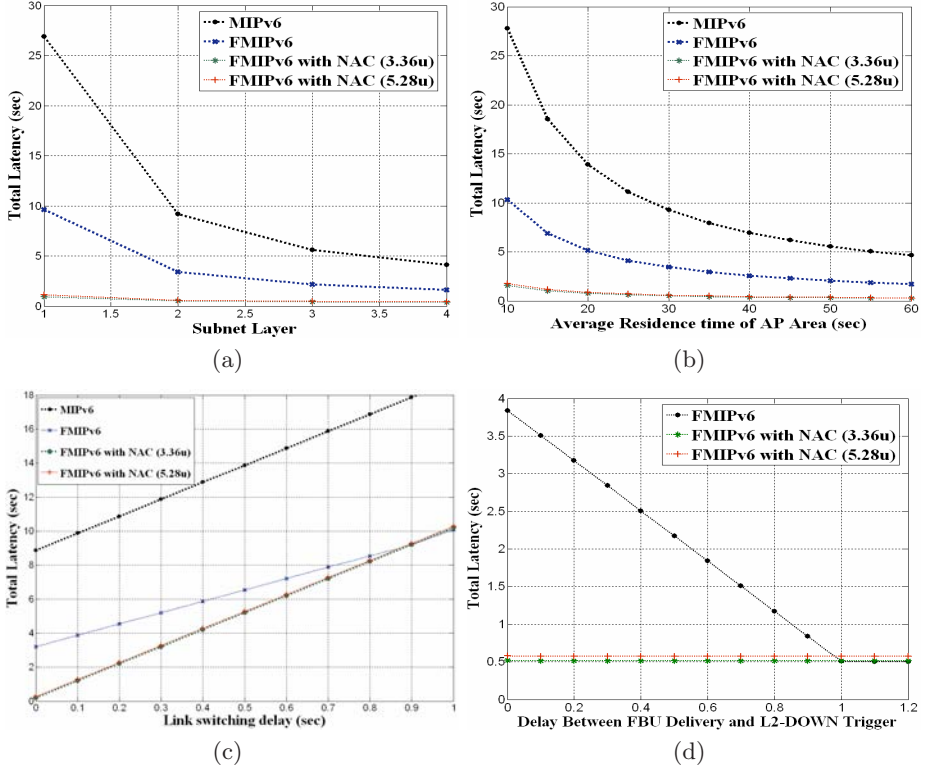 30
25
20
15
10
5
0
Total Latency (sec)
MIPv6
FMIPv6
FMIPv6 with NAC (3.36u)
FMIPv6 with NAC (5.28u)
1 1.5 2 2.5 3 3.5 4
Subnet Layer
(a)
30
25
20
15
10
5
0
Total Latency (sec)
MIPv6
FMIPv6
FMIPv6 with NAC (3.36u)
FMIPv6 with NAC (5.28u)
10 20 30 40 50 60
Average Residence time of AP Area (sec)
(b)
18
16
14
12
10
8
6
4
2
0
Total Latency (sec)
MIPv6
FMIPv6
FMIPv6 with NAC (3.36u)
FMIPv6 with NAC (5.28u)
0 0.1 0.2 0.3 0.4 0.5 0.6 0.7 0.8 0.9 1
Link switching delay (sec)
(c)
4
3.5
3
2.5
2
1.5
1
0.5
0
Total Latency (sec)
FMIPv6
FMIPv6 with NAC (3.36u)
FMIPv6 with NAC (5.28u)
0 0.2 0.4 0.6 0.8 1 1.2
Delay Between FBU Delivery and L2-DOWN Trigger
(d)